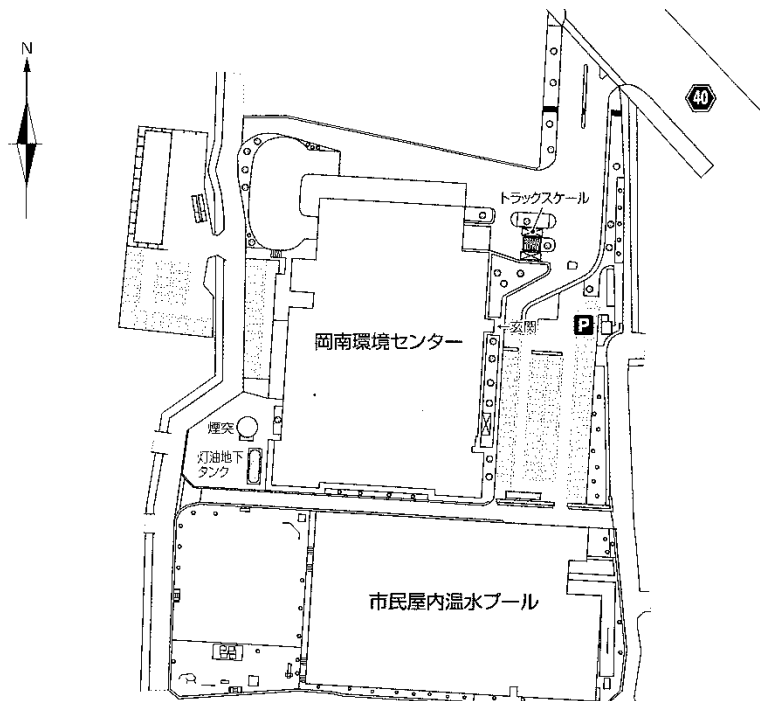 N
40
トラックスケール
←玄関
P
岡南環境センター
煙突
灯油地下
タンク
市民屋内温水プール